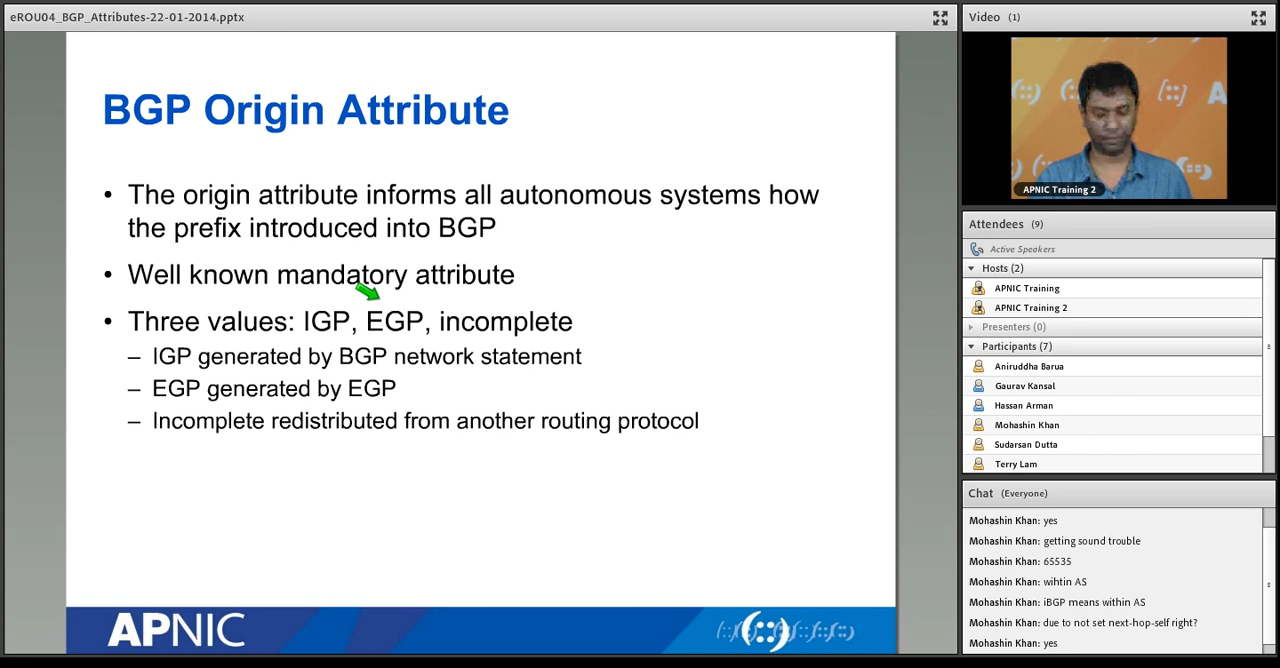 eROU04_BGP_Attributes-22-01-2014.pptx
BGP Origin Attribute
• The origin attribute informs all autonomous systems how
the prefix introduced into BGP
• Well known mandatory attribute
• Three values: IGP, EGP, incomplete
– IGP generated by BGP network statement
– EGP generated by EGP
– Incomplete redistributed from another routing protocol
APNIC
(::)
Video (1)
(::)
[::]
A
APNIC Training 2
Attendees (9)
Active Speakers
Hosts (2)
APNIC Training
APNIC Training 2
Presenters (0)
Participants (7)
Aniruddha Barua
Gaurav Kansal
Hassan Arman
Mohashin Khan
Sudarsan Dutta
Terry Lam
Chat (Everyone)
Mohashin Khan: yes
Mohashin Khan: getting sound trouble
Mohashin Khan: 65535
Mohashin Khan: wihtin AS
Mohashin Khan: iBGP means within AS
Mohashin Khan: due to not set next-hop-self right?
Mohashin Khan: yes